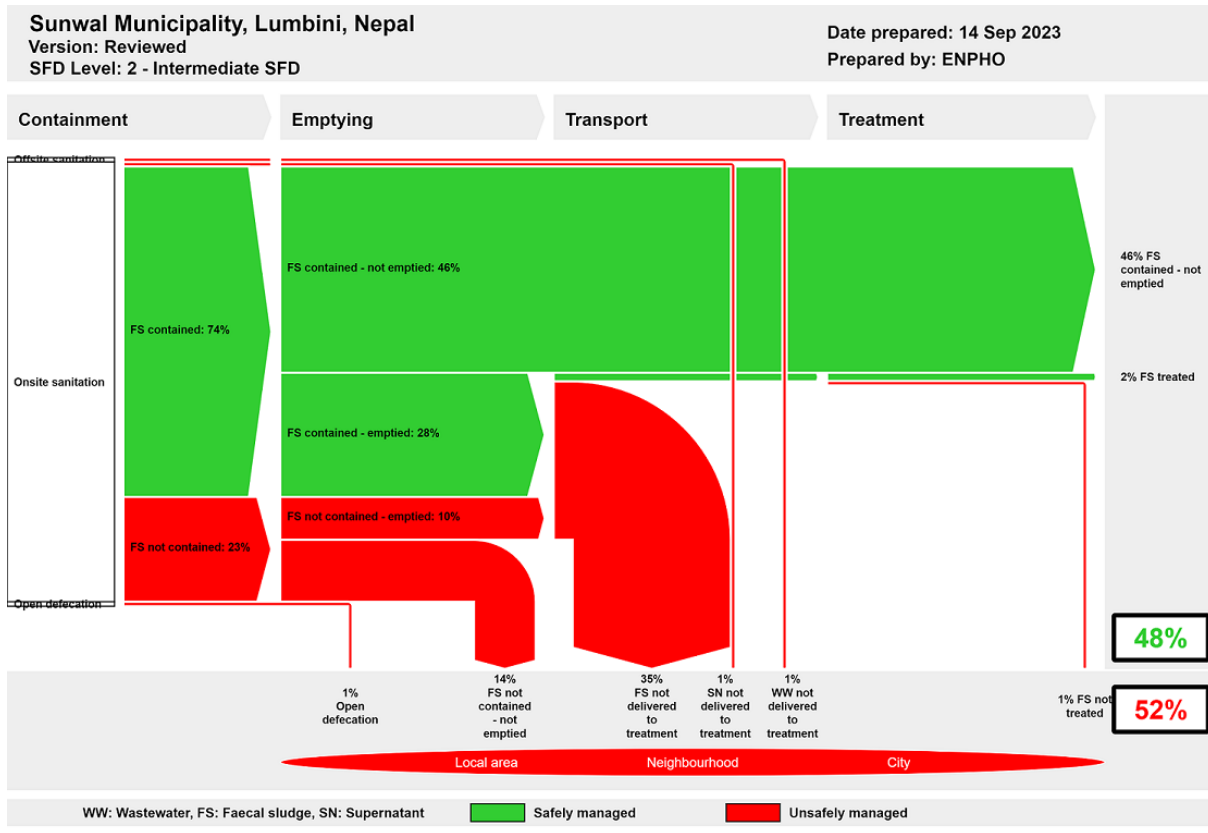 Sunwal Municipality, Lumbini, Nepal
Version: Reviewed
SFD Level: 2 - Intermediate SFD
Date prepared: 14 Sep 2023
Prepared by: ENPHO
Containment
Emptying
Transport
Treatment
Offsite sanitation
FS contained - not emptied: 46%
46% FS
contained - not
emptied
FS contained: 74%
Onsite sanitation
2% FS treated
FS contained - emptied: 28%
FS not contained - emptied: 10%
FS not contained: 23%
Open defecation
48%
1%
Open
defecation
14%
FS not
contained
- not
emptied
35%
FS not
delivered
to
treatment
1%
SN not
delivered
to
treatment
1%
WW not
delivered
to
treatment
1% FS not
treated
52%
Local area
Neighbourhood
City
WW: Wastewater, FS: Faecal sludge, SN: Supernatant
Safely managed
Unsafely managed